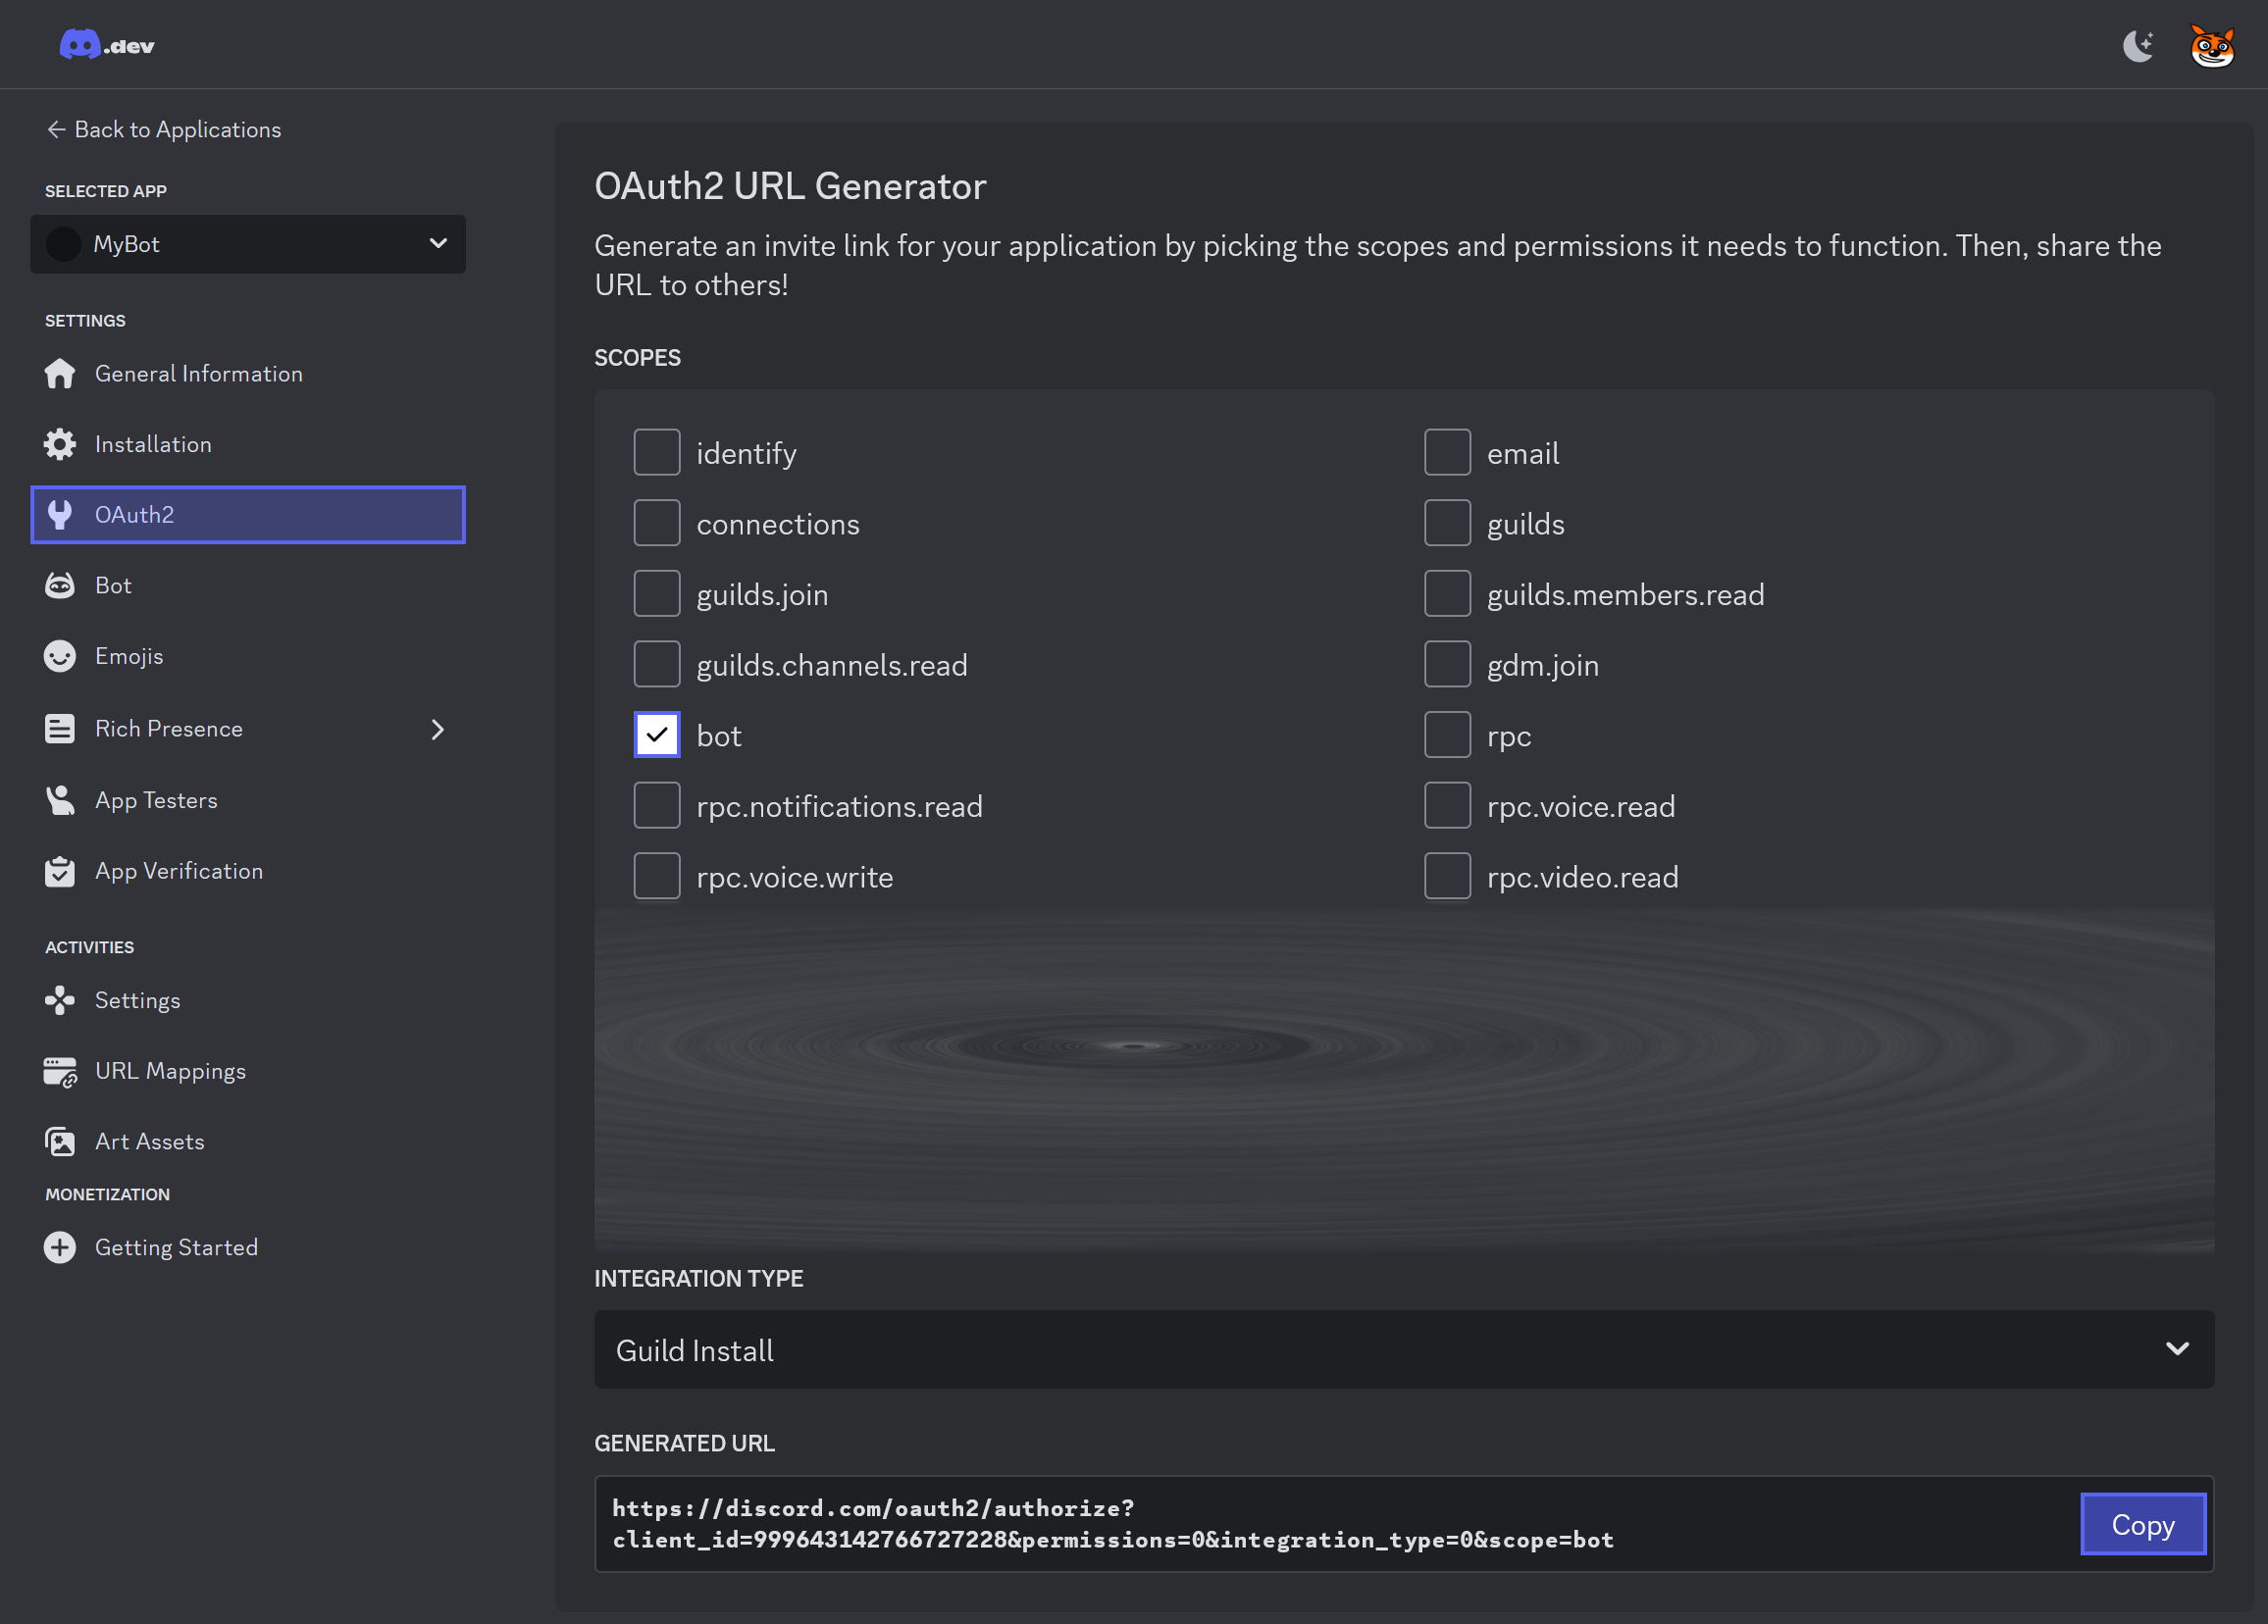 .dev
Back to Applications
SELECTED APP
MyBot
SETTINGS
General Information
Installation
OAuth2
Bot
Emojis
Rich Presence
App Testers
App Verification
ACTIVITIES
Settings
URL Mappings
Art Assets
MONETIZATION
Getting Started
OAuth2 URL Generator
Generate an invite link for your application by picking the scopes and permissions it needs to function. Then, share the
URL to others!
SCOPES
identify
email
connections
guilds
guilds.join
guilds.members.read
guilds.channels.read
gdm.join
bot
rpc
rpc.notifications.read
rpc.voice.read
rpc.voice.write
rpc.video.read
INTEGRATION TYPE
Guild Install
GENERATED URL
https://discord.com/oauth2/authorize?
client_id=999643142766727228&permissions=0&integration_type=0&scope=bot
Copy